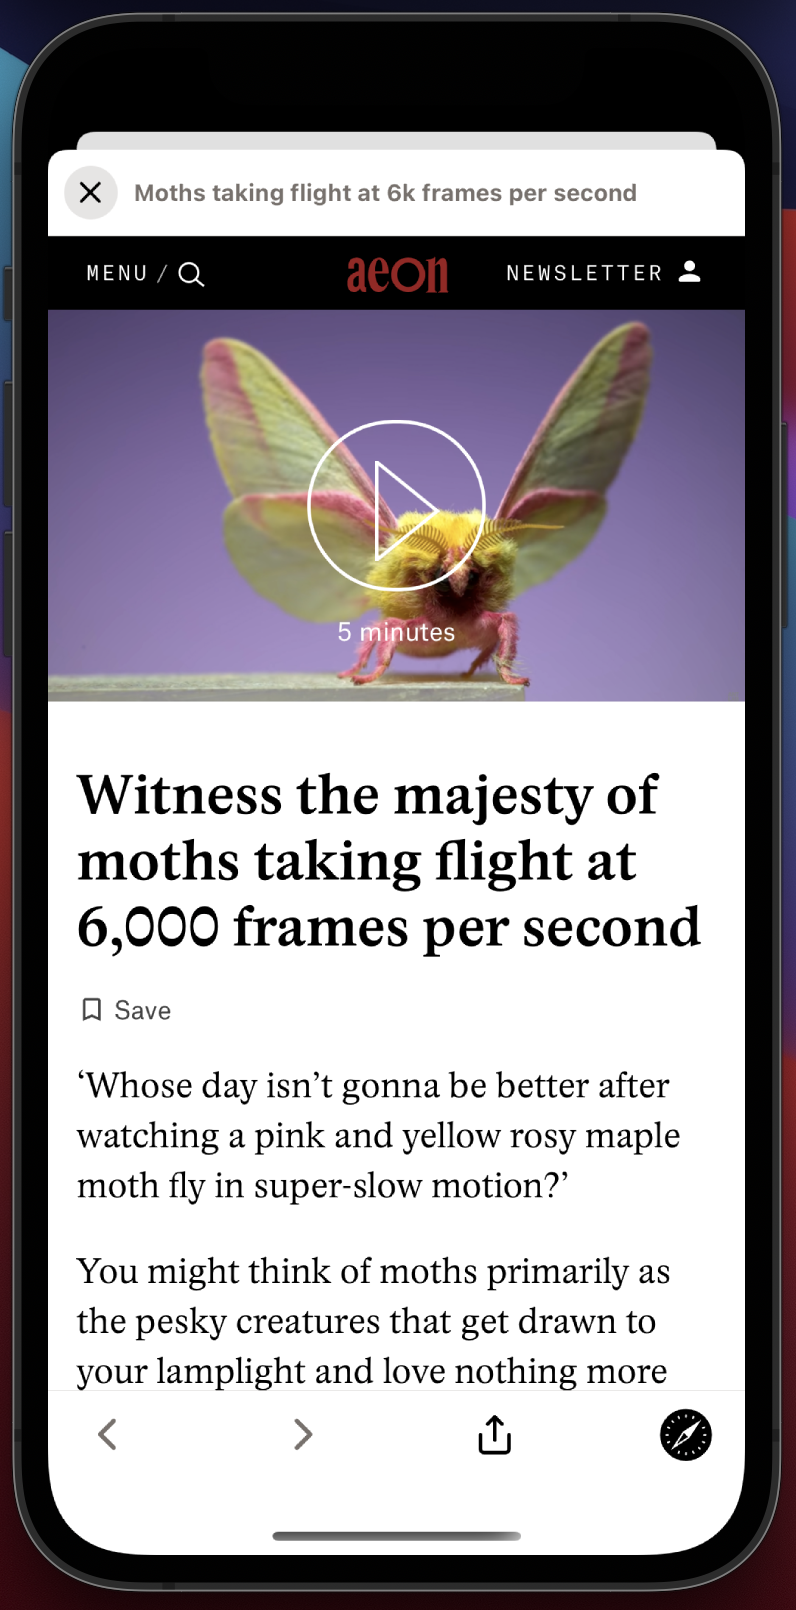 Moths taking flight at 6k frames per second
MENU / aeon NEWSLETTER
5 minutes
Witness the majesty of
moths taking flight at
6,000 frames per second
Save
‘Whose day isn’t gonna be better after
watching a pink and yellow rosy maple
moth fly in super-slow motion?’
You might think of moths primarily as
the pesky creatures that get drawn to
your lamplight and love nothing more